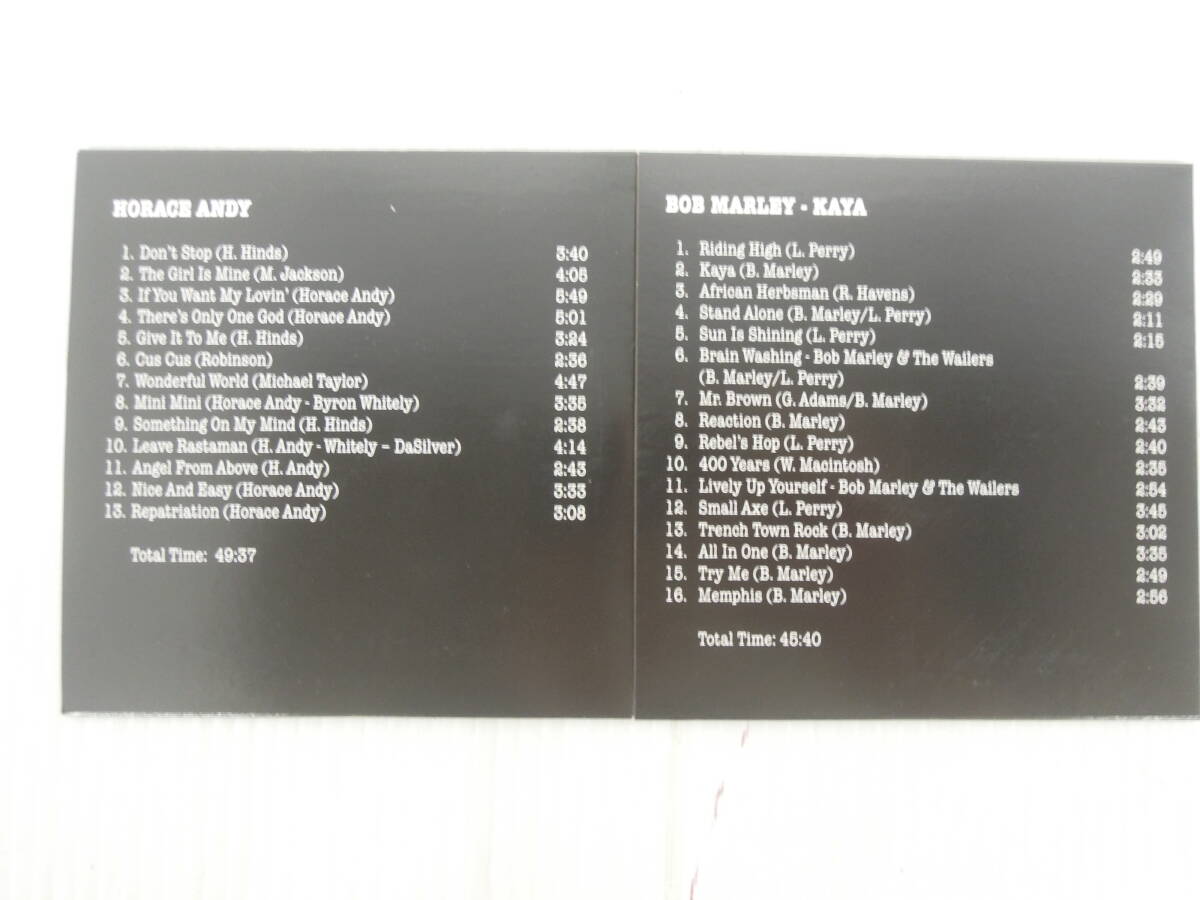 HORACE ANDY
1. Don't Stop (H. Hinds) 3:40
2. The Girl Is Mine (M. Jackson) 4:05
3. If You Want My Lovin' (Horace Andy) 5:49
4. There's Only One God (Horace Andy) 5:01
5. Give It To Me (H. Hinds) 3:24
6. Cus Cus (Robinson) 2:36
7. Wonderful World (Michael Taylor) 4:47
8. Mini Mini (Horace Andy - Byron Whitely) 3:35
9. Something On My Mind (H. Hinds) 2:38
10. Leave Rastaman (H. Andy - Whitely – DaSilver) 4:14
11. Angel From Above (H. Andy) 2:43
12. Nice And Easy (Horace Andy) 3:33
13. Repatriation (Horace Andy) 3:08
Total Time: 49:37
BOB MARLEY - KAYA
1. Riding High (L. Perry) 2:49
2. Kaya (B. Marley) 2:33
3. African Herbsman (R. Havens) 2:29
4. Stand Alone (B. Marley/L. Perry) 2:11
5. Sun Is Shining (L. Perry) 2:15
6. Brain Washing - Bob Marley & The Wailers
(B. Marley/L. Perry) 2:39
7. Mr. Brown (G. Adams/B. Marley) 3:32
8. Reaction (B. Marley) 2:43
9. Rebel's Hop (L. Perry) 2:40
10. 400 Years (W. Macintosh) 2:35
11. Lively Up Yourself - Bob Marley & The Wailers 2:54
12. Small Axe (L. Perry) 3:45
13. Trench Town Rock (B. Marley) 3:02
14. All In One (B. Marley) 3:35
15. Try Me (B. Marley) 2:49
16. Memphis (B. Marley) 2:56
Total Time: 45:40